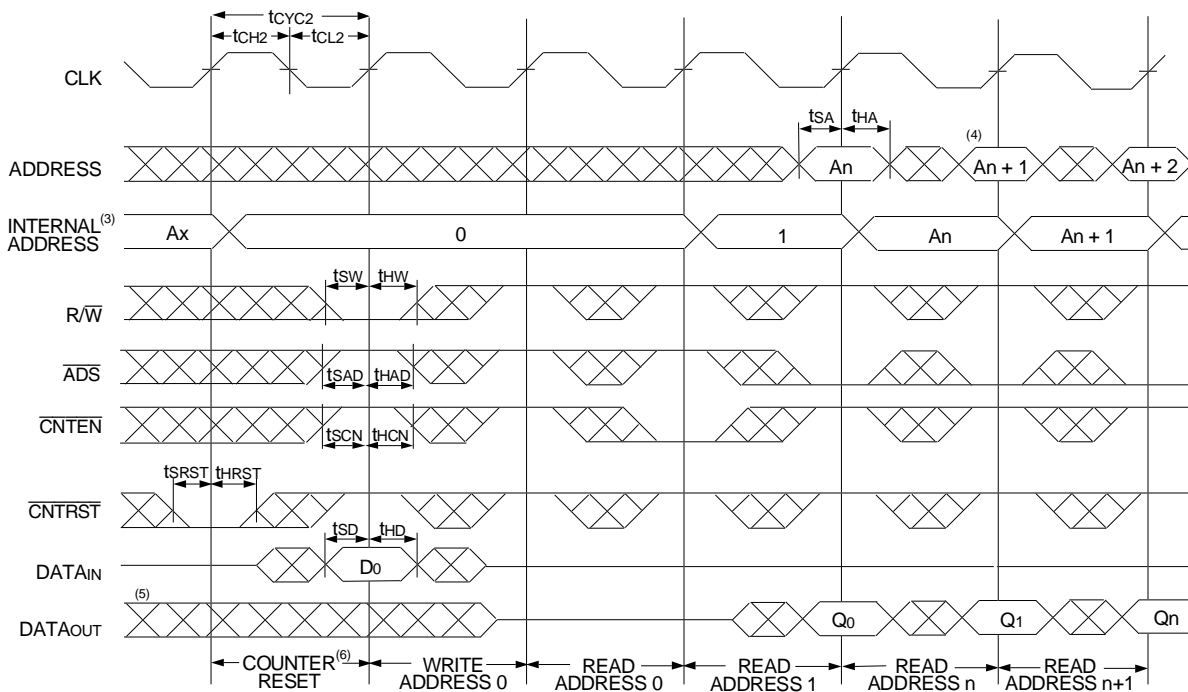 tCYC2
tCH2 tCL2
CLK
tSA tHA
(4)
ADDRESS An An + 1 An + 2
INTERNAL(3)
ADDRESS Ax 0 1 An An + 1
tSW tHW
R/W
tSAD tHAD
ADS
tSCN tHCN
CNTEN
tSRST tHRST
CNTRST
tSD tHD
DATAIN D0
(5)
DATAOUT Q0 Q1 Qn
COUNTER(6) WRITE READ READ READ READ
RESET ADDRESS 0 ADDRESS 0 ADDRESS 1 ADDRESS n ADDRESS n+1